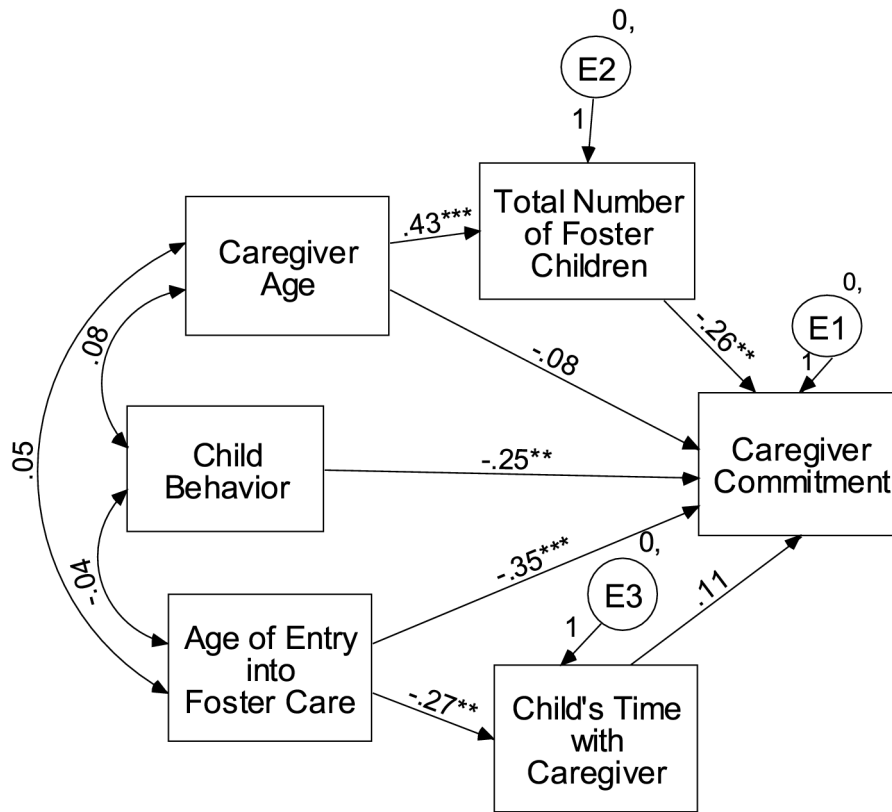 0,
E2
1
Total Number
of Foster
Children
.43***
Caregiver
Age
-.26**
0,
E1
1
.08
-.08
Caregiver
Commitment
Child
Behavior
-.25**
.05
-.04
-.35***
0,
E3
1
.11
Age of Entry
into
Foster Care
-.27**
Child's Time
with
Caregiver